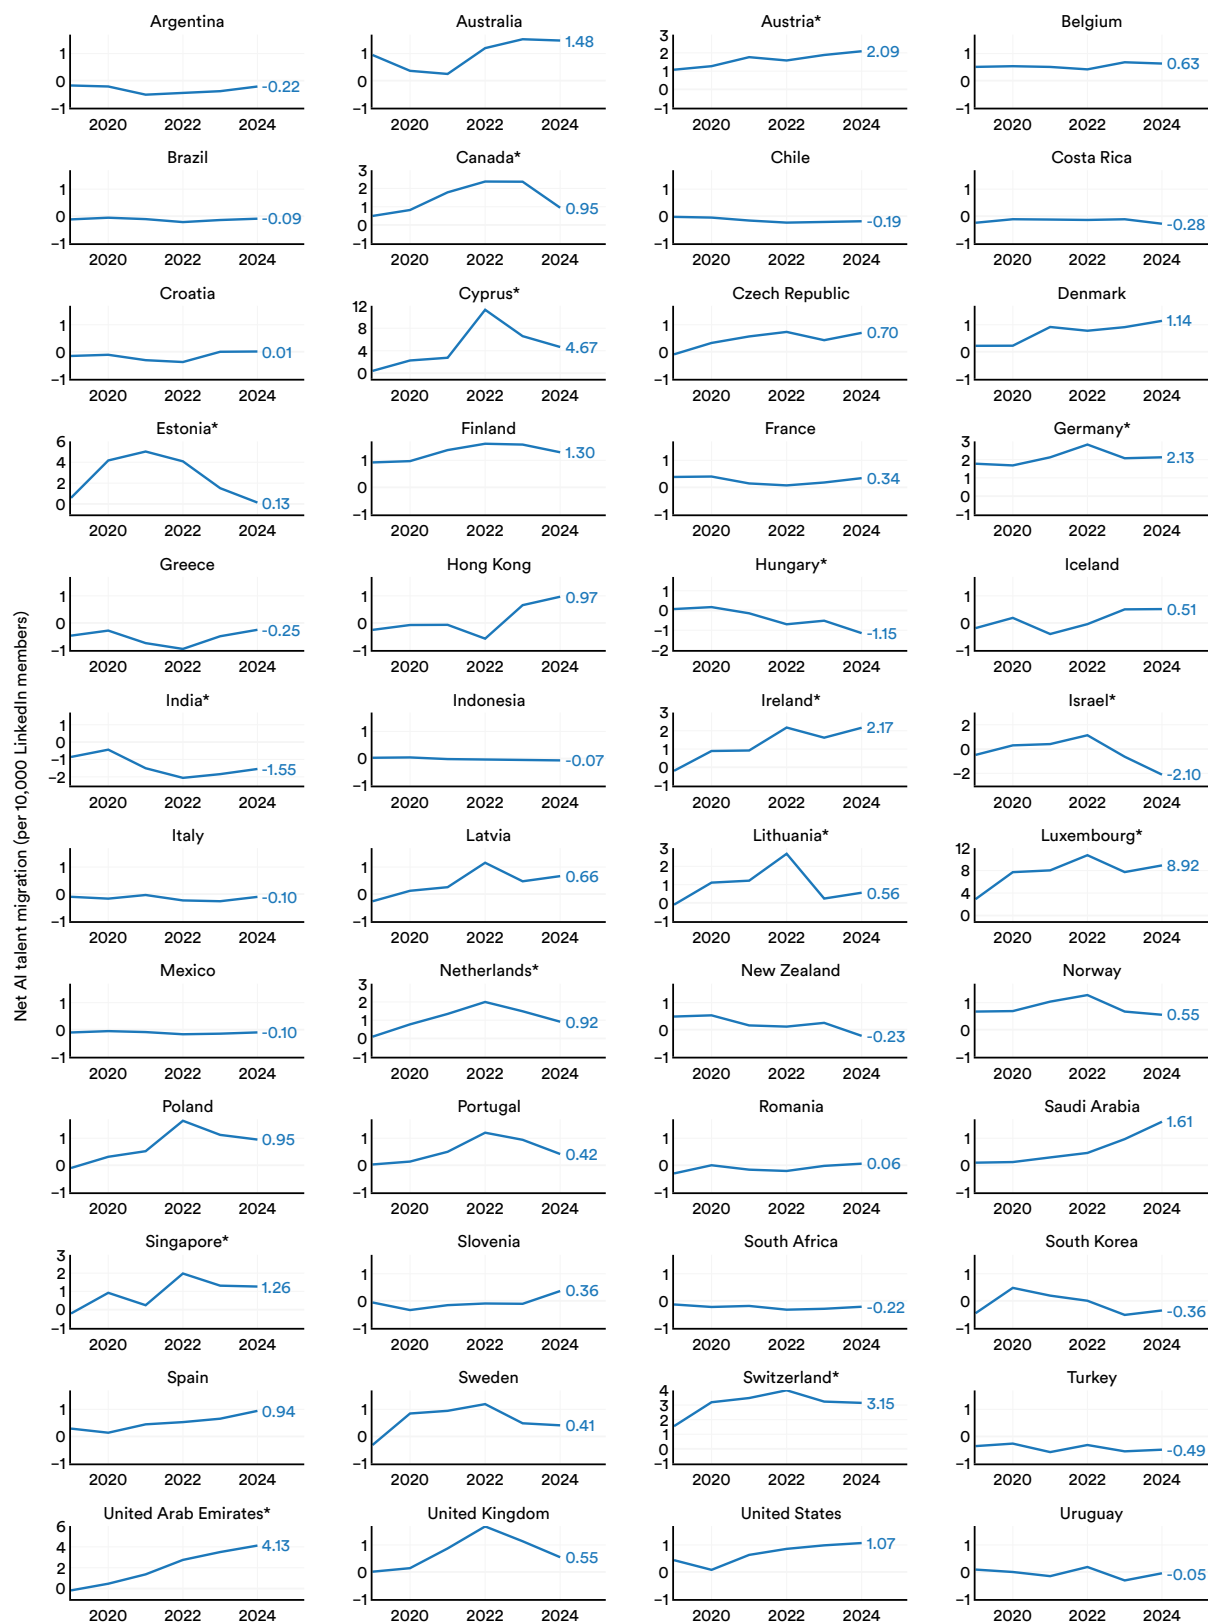 Net AI talent migration (per 10,000 LinkedIn members)
Argentina
1
0
−1
-0.22
2020 2022 2024
Australia
1
0
−1
1.48
2020 2022 2024
Austria*
3
2
1
0
−1
2.09
2020 2022 2024
Belgium
1
0
−1
0.63
2020 2022 2024
Brazil
1
0
−1
-0.09
2020 2022 2024
Canada*
3
2
1
0
−1
0.95
2020 2022 2024
Chile
1
0
−1
-0.19
2020 2022 2024
Costa Rica
1
0
−1
-0.28
2020 2022 2024
Croatia
1
0
−1
0.01
2020 2022 2024
Cyprus*
12
8
4
0
4.67
2020 2022 2024
Czech Republic
1
0
−1
0.70
2020 2022 2024
Denmark
1
0
−1
1.14
2020 2022 2024
Estonia*
6
4
2
0
0.13
2020 2022 2024
Finland
1
0
−1
1.30
2020 2022 2024
France
1
0
−1
0.34
2020 2022 2024
Germany*
3
2
1
0
−1
2.13
2020 2022 2024
Greece
1
0
−1
-0.25
2020 2022 2024
Hong Kong
1
0
−1
0.97
2020 2022 2024
Hungary*
1
0
−1
−2
-1.15
2020 2022 2024
Iceland
1
0
−1
0.51
2020 2022 2024
India*
1
0
−1
−2
-1.55
2020 2022 2024
Indonesia
1
0
−1
-0.07
2020 2022 2024
Ireland*
3
2
1
0
−1
2.17
2020 2022 2024
Israel*
2
0
−2
-2.10
2020 2022 2024
Italy
1
0
−1
-0.10
2020 2022 2024
Latvia
1
0
−1
0.66
2020 2022 2024
Lithuania*
3
2
1
0
−1
0.56
2020 2022 2024
Luxembourg*
12
8
4
0
8.92
2020 2022 2024
Mexico
1
0
−1
-0.10
2020 2022 2024
Netherlands*
3
2
1
0
−1
0.92
2020 2022 2024
New Zealand
1
0
−1
-0.23
2020 2022 2024
Norway
1
0
−1
0.55
2020 2022 2024
Poland
1
0
−1
0.95
2020 2022 2024
Portugal
1
0
−1
0.42
2020 2022 2024
Romania
1
0
−1
0.06
2020 2022 2024
Saudi Arabia
1
0
−1
1.61
2020 2022 2024
Singapore*
3
2
1
0
−1
1.26
2020 2022 2024
Slovenia
1
0
−1
0.36
2020 2022 2024
South Africa
1
0
−1
-0.22
2020 2022 2024
South Korea
1
0
−1
-0.36
2020 2022 2024
Spain
1
0
−1
0.94
2020 2022 2024
Sweden
1
0
−1
0.41
2020 2022 2024
Switzerland*
4
3
2
1
0
−1
3.15
2020 2022 2024
Turkey
1
0
−1
-0.49
2020 2022 2024
United Arab Emirates*
6
4
2
0
4.13
2020 2022 2024
United Kingdom
1
0
−1
0.55
2020 2022 2024
United States
1
0
−1
1.07
2020 2022 2024
Uruguay
1
0
−1
-0.05
2020 2022 2024